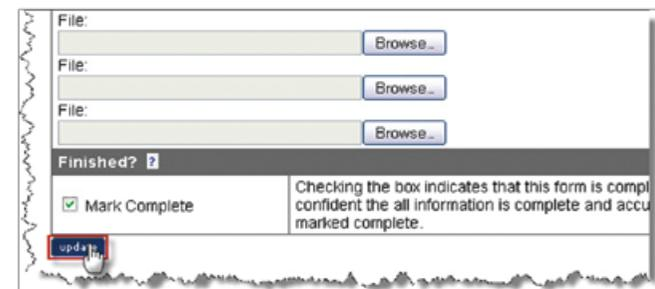 File:
Browse...
File:
Browse...
File:
Browse...
Finished? ?
Mark Complete
Checking the box indicates that this form is compl
confident the all information is complete and accu
marked complete.
update